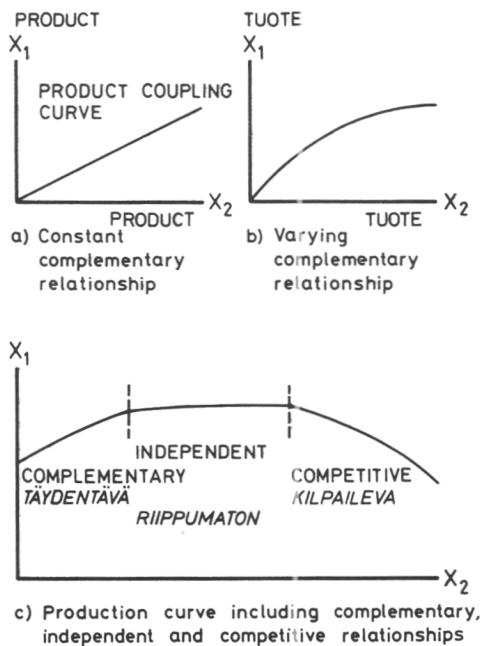 PRODUCT
X₁
PRODUCT COUPLING
CURVE
X₂
PRODUCT
a) Constant
complementary
relationship
TUOTE
X₁
X₂
TUOTE
b) Varying
complementary
relationship
X₁
INDEPENDENT
COMPLEMENTARY
TÄYDENTÄVÄ
RIIPPUMATON
COMPETITIVE
KILPAILEVA
X₂
c) Production curve including complementary,
independent and competitive relationships